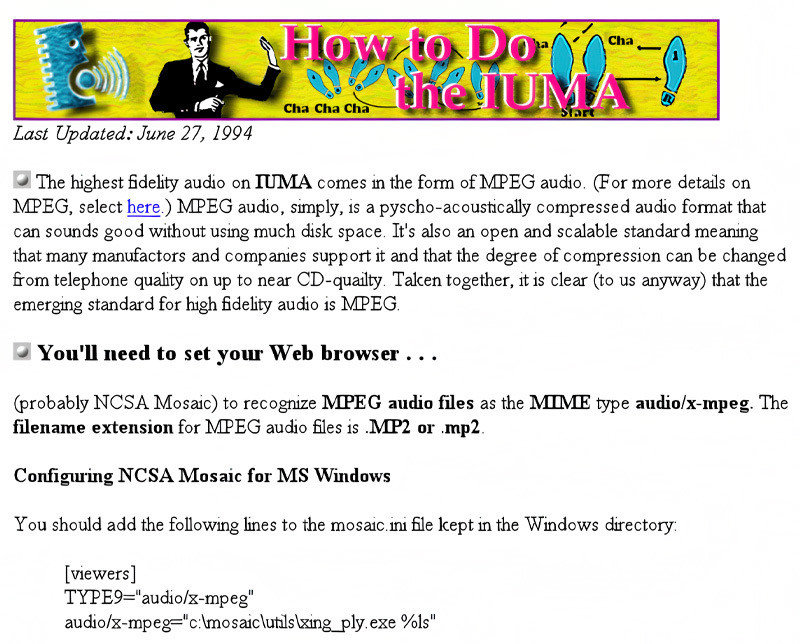 How to Do
the IUMA
Cha Cha Cha
ha
Cha
1
Start
Last Updated: June 27, 1994
The highest fidelity audio on IUMA comes in the form of MPEG audio. (For more details on
MPEG, select here.) MPEG audio, simply, is a pyscho-acoustically compressed audio format that
can sounds good without using much disk space. It's also an open and scalable standard meaning
that many manufactors and companies support it and that the degree of compression can be changed
from telephone quality on up to near CD-quailty. Taken together, it is clear (to us anyway) that the
emerging standard for high fidelity audio is MPEG.
You'll need to set your Web browser . . .
(probably NCSA Mosaic) to recognize MPEG audio files as the MIME type audio/x-mpeg. The
filename extension for MPEG audio files is .MP2 or .mp2.
Configuring NCSA Mosaic for MS Windows
You should add the following lines to the mosaic.ini file kept in the Windows directory:
[viewers]
TYPE9="audio/x-mpeg"
audio/x-mpeg="c:\mosaic\utils\xing_ply.exe %ls"